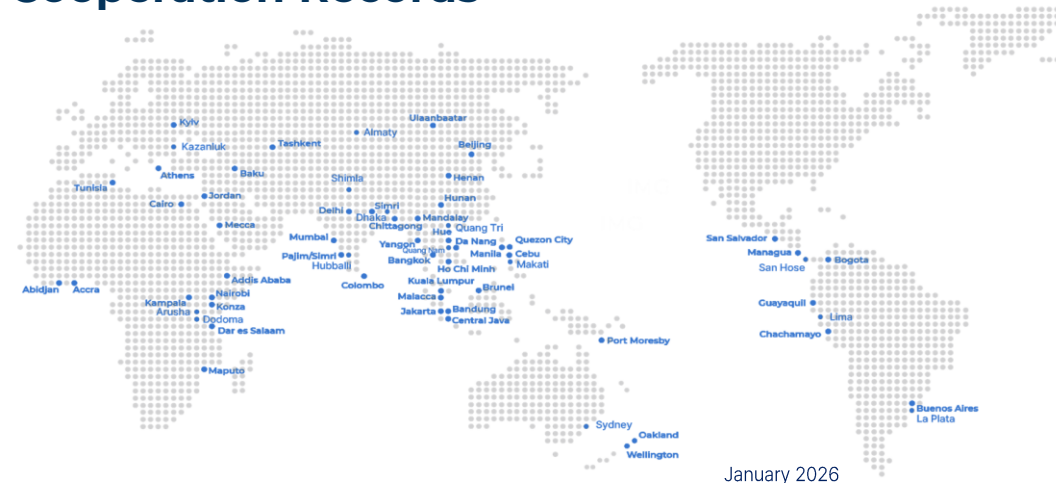 Cooperation Records
Kyiv
Ulaanbaatar
Almaty
Kazanluk
Tashkent
Beijing
Athens
Baku
Henan
Tunisia
Shimla
Cairo
Jordan
Hunan
Delhi
Simri
Dhaka
Mandalay
Mecca
Chittagong
Hue
Quang Tri
Mumbai
Yangon
Da Nang
Quezon City
Quang Nam
Pajim/Simri
Manila
Cebu
Hubballi
Bangkok
Makati
Ho Chi Minh
Addis Ababa
Colombo
Kuala Lumpur
Brunei
Abidjan
Accra
Nairobi
Malacca
Kampala
Konza
Arusha
Jakarta
Bandung
Dodoma
Central Java
Dar es Salaam
Port Moresby
Maputo
Sydney
Oakland
Wellington
San Salvador
Managua
San Hose
Bogota
Guayaquil
Lima
Chachamayo
Buenos Aires
La Plata
January 2026